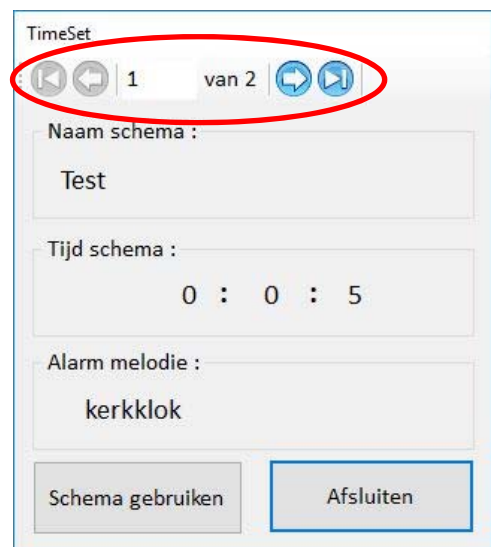 TimeSet
1 van 2
Naam schema :
Test
Tijd schema :
0 : 0 : 5
Alarm melodie :
kerkklok
Schema gebruiken Afsluiten